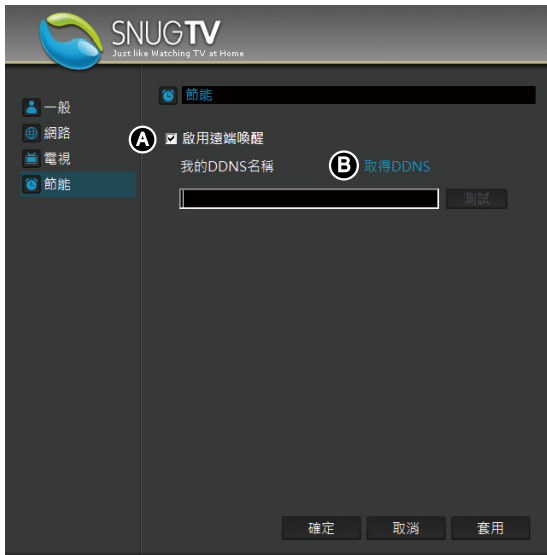 SNUGTV
Just like Watching TV at Home
一般
網路
電視
節能
節能
A
啟用遠端喚醒
我的DDNS名稱
B
取得DDNS
測試
確定
取消
套用